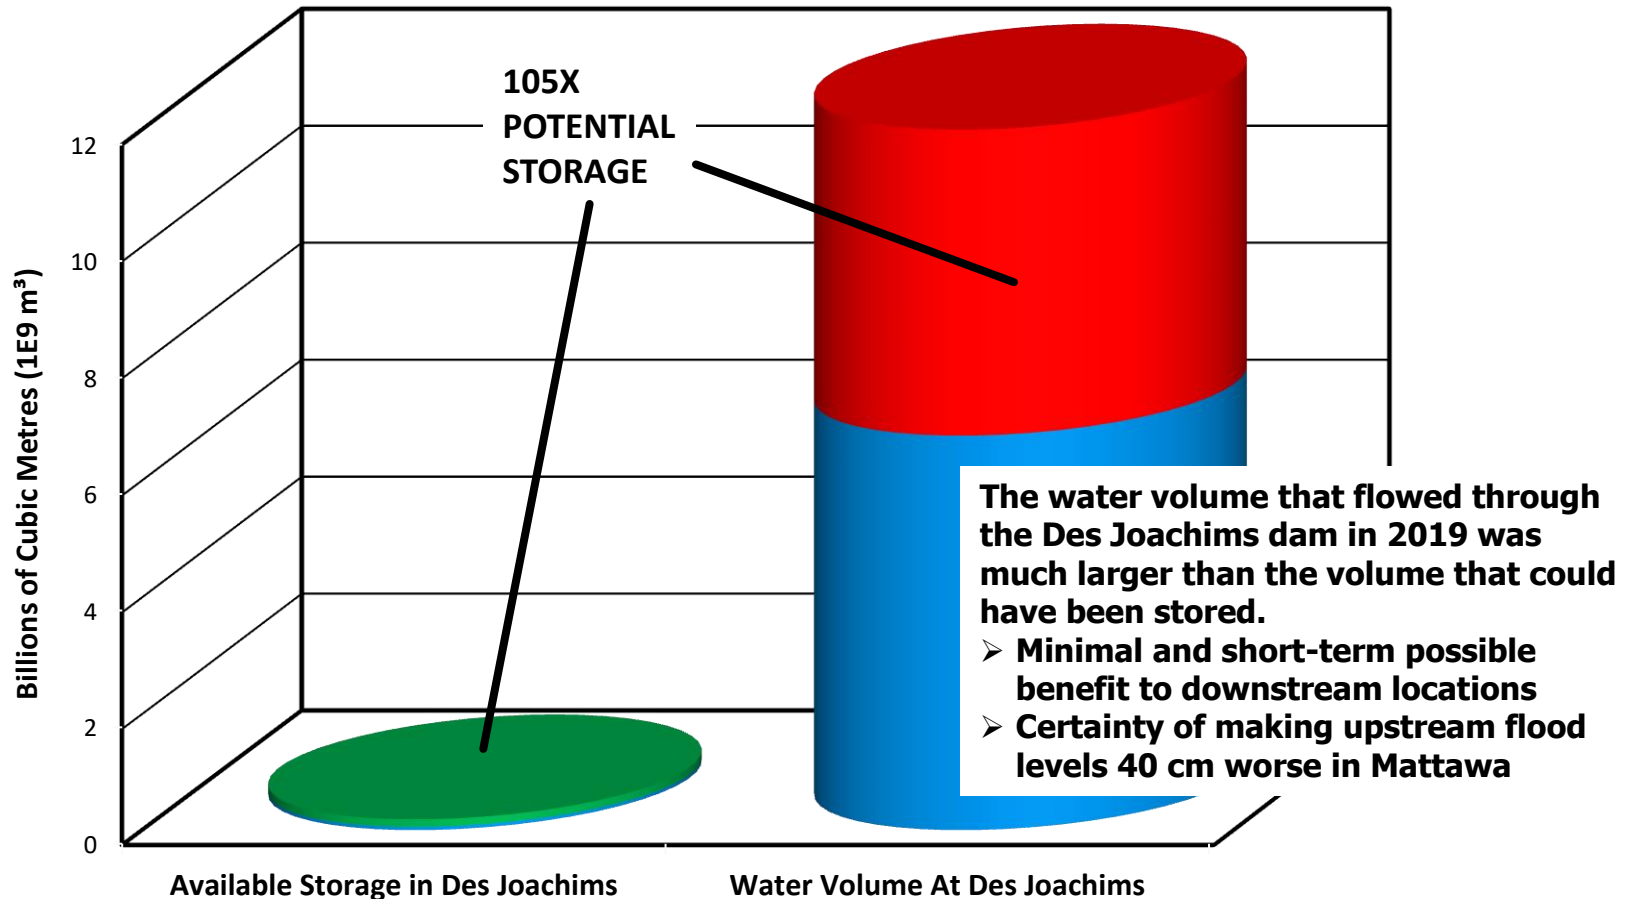 105X
POTENTIAL
STORAGE
12
10
8
6
4
2
0
Billions of Cubic Metres (1E9 m³)
The water volume that flowed through
the Des Joachims dam in 2019 was
much larger than the volume that could
have been stored.
➢ Minimal and short-term possible
benefit to downstream locations
➢ Certainty of making upstream flood
levels 40 cm worse in Mattawa
Available Storage in Des Joachims
Water Volume At Des Joachims